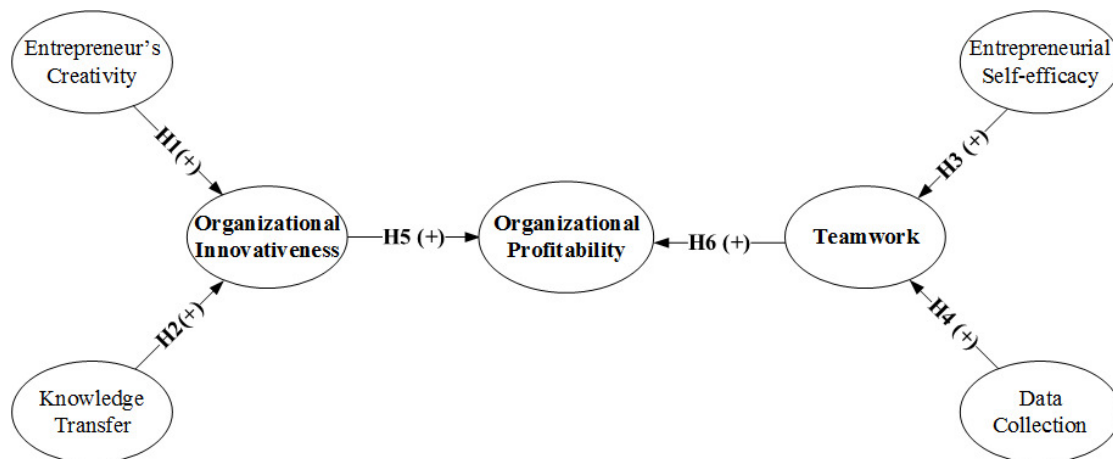 Entrepreneur's
Creativity
Entrepreneurial
Self-efficacy
H1(+)
H3 (+)
Organizational
Innovativeness
H5 (+)
Organizational
Profitability
H6 (+)
Teamwork
H2(+)
H4 (+)
Knowledge
Transfer
Data
Collection